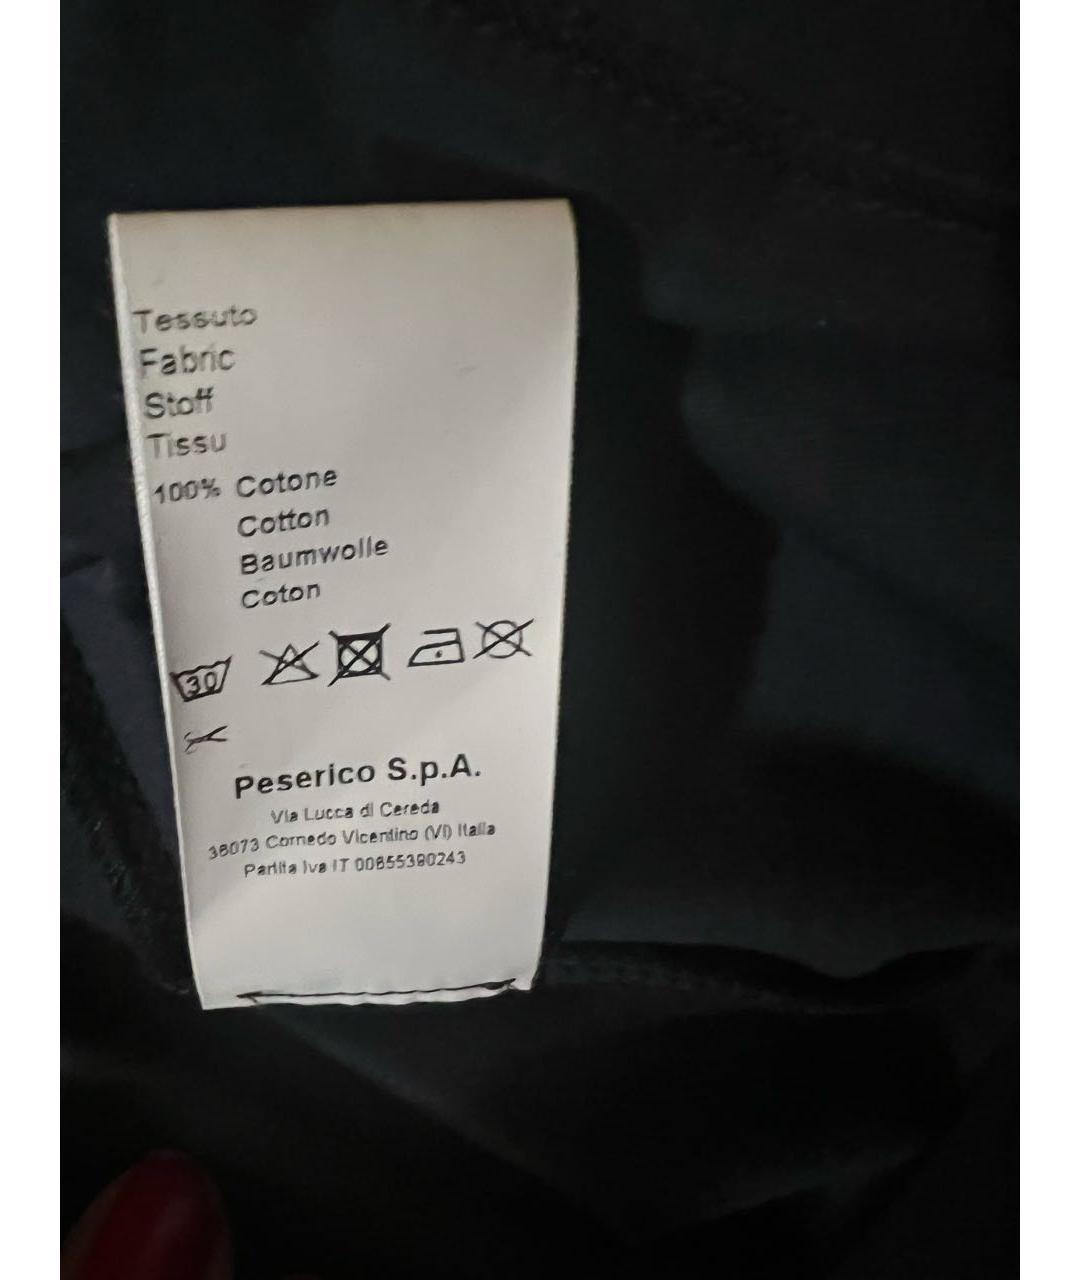 Tessuto
Fabric
Stoff
Tissu
100% Cotone
Cotton
Baumwolle
Coton
30
Peserico S.p.A.
Via Lucca di Cereda
36073 Cornedo Vicentino (VI) Italia
Partita Iva IT 00855390243